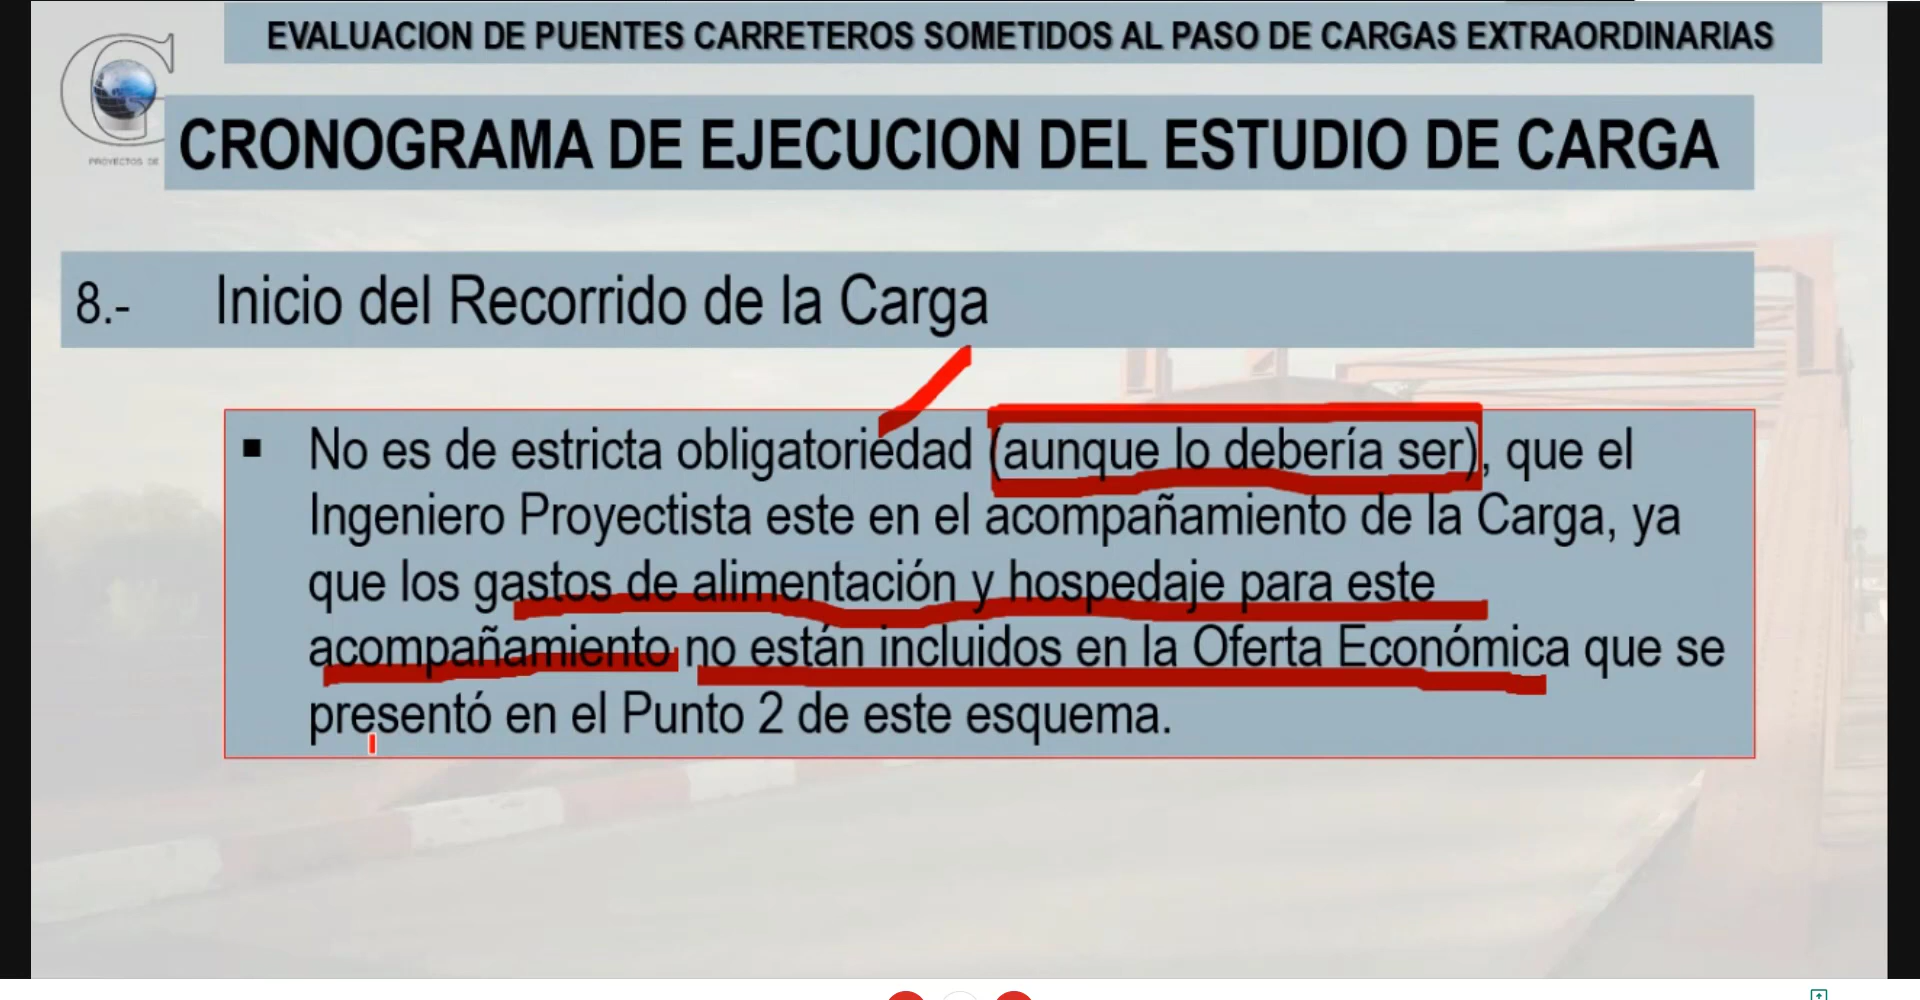 EVALUACION DE PUENTES CARRETEROS SOMETIDOS AL PASO DE CARGAS EXTRAORDINARIAS
PROYECTOS DE
CRONOGRAMA DE EJECUCION DEL ESTUDIO DE CARGA
8.- Inicio del Recorrido de la Carga
▪ No es de estricta obligatoriedad (aunque lo debería ser), que el
Ingeniero Proyectista este en el acompañamiento de la Carga, ya
que los gastos de alimentación y hospedaje para este
acompañamiento no están incluidos en la Oferta Económica que se
presentó en el Punto 2 de este esquema.